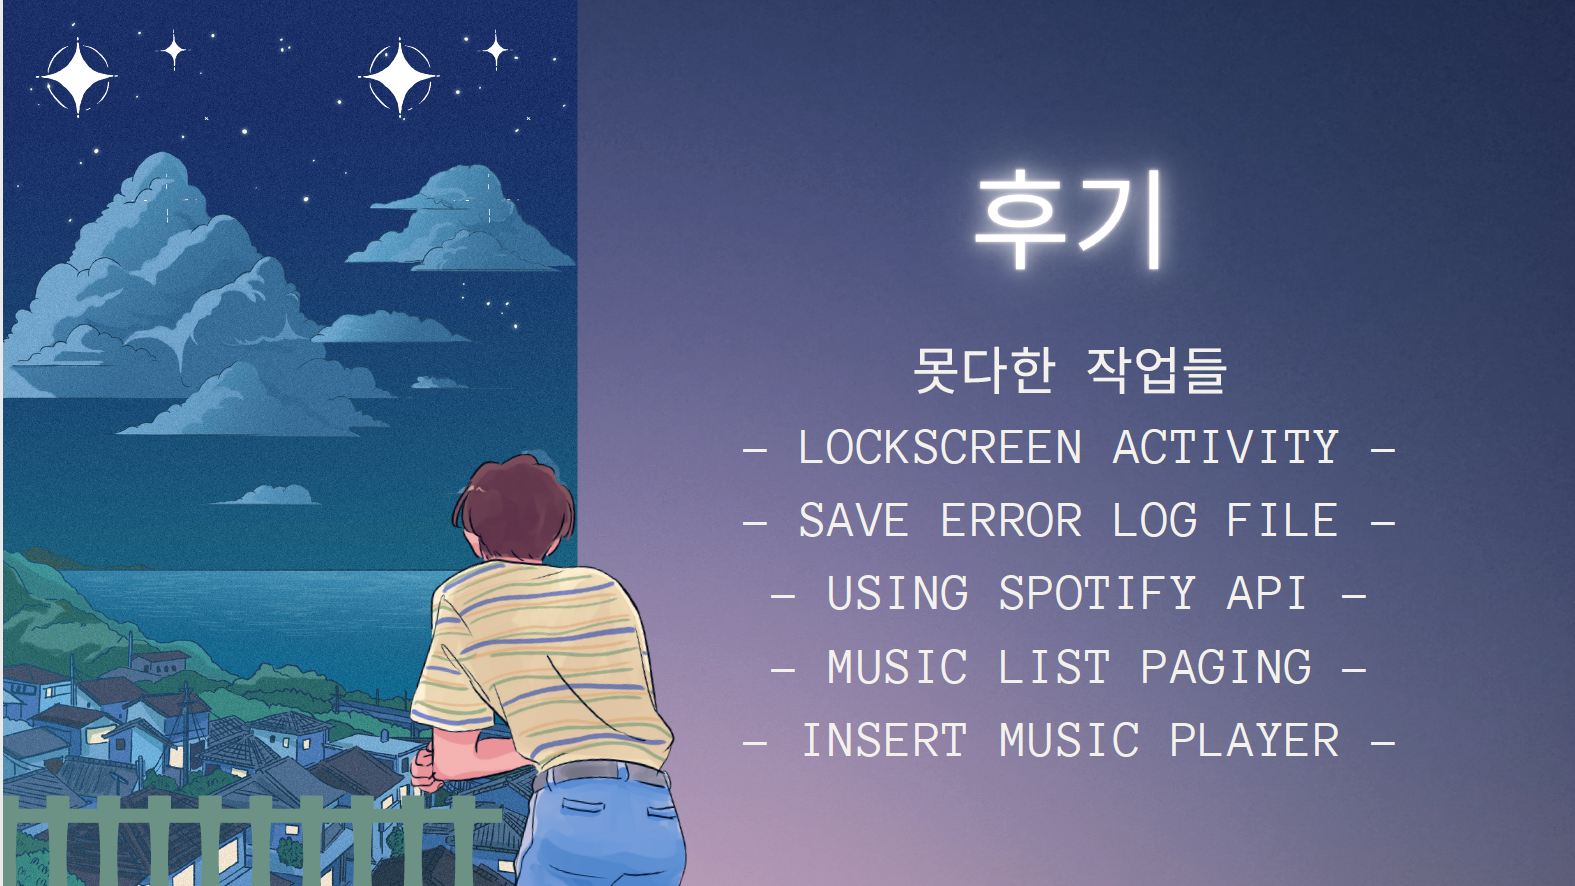 후기
못다한 작업들
- LOCKSCREEN ACTIVITY -
- SAVE ERROR LOG FILE -
- USING SPOTIFY API -
- MUSIC LIST PAGING -
- INSERT MUSIC PLAYER -